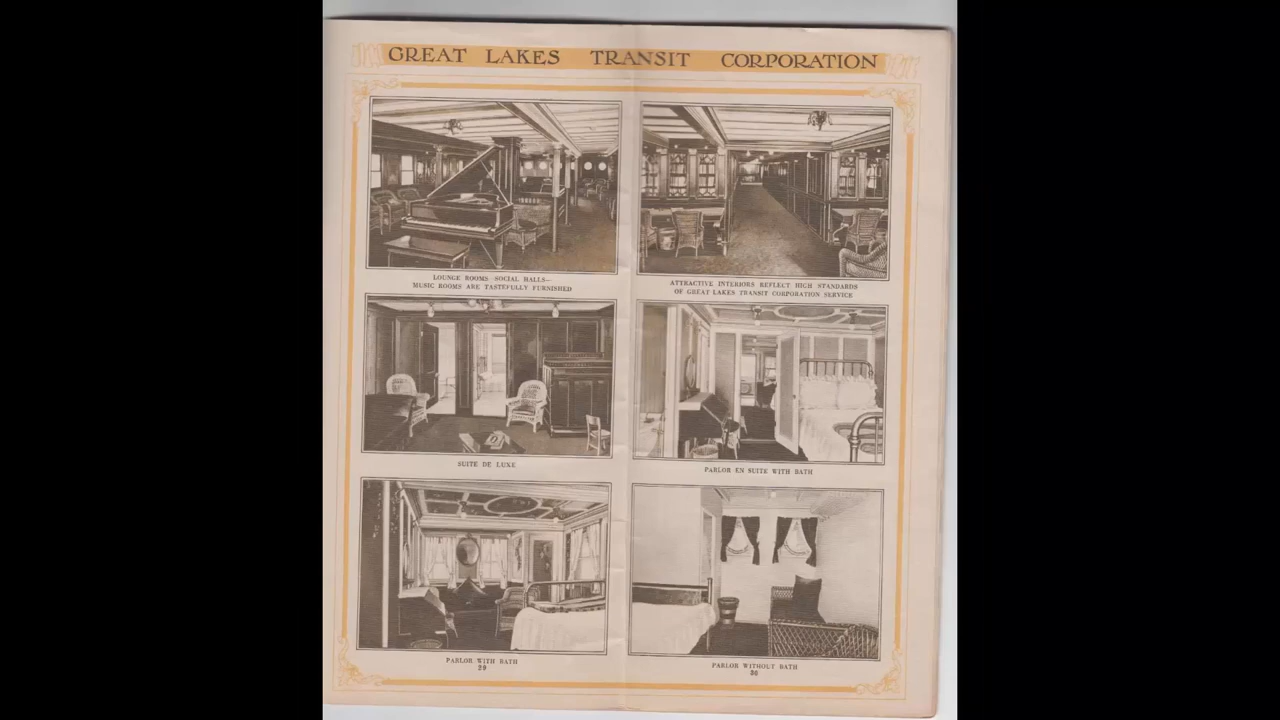 GREAT LAKES TRANSIT CORPORATION
LOUNGE ROOMS SOCIAL HALLS—
MUSIC ROOMS ARE TASTEFULLY FURNISHED
ATTRACTIVE INTERIORS REFLECT HIGH STANDARDS
OF GREAT LAKES TRANSIT CORPORATION SERVICE
SUITE DE LUXE
PARLOR EN SUITE WITH BATH
PARLOR WITH BATH
29
PARLOR WITHOUT BATH
30